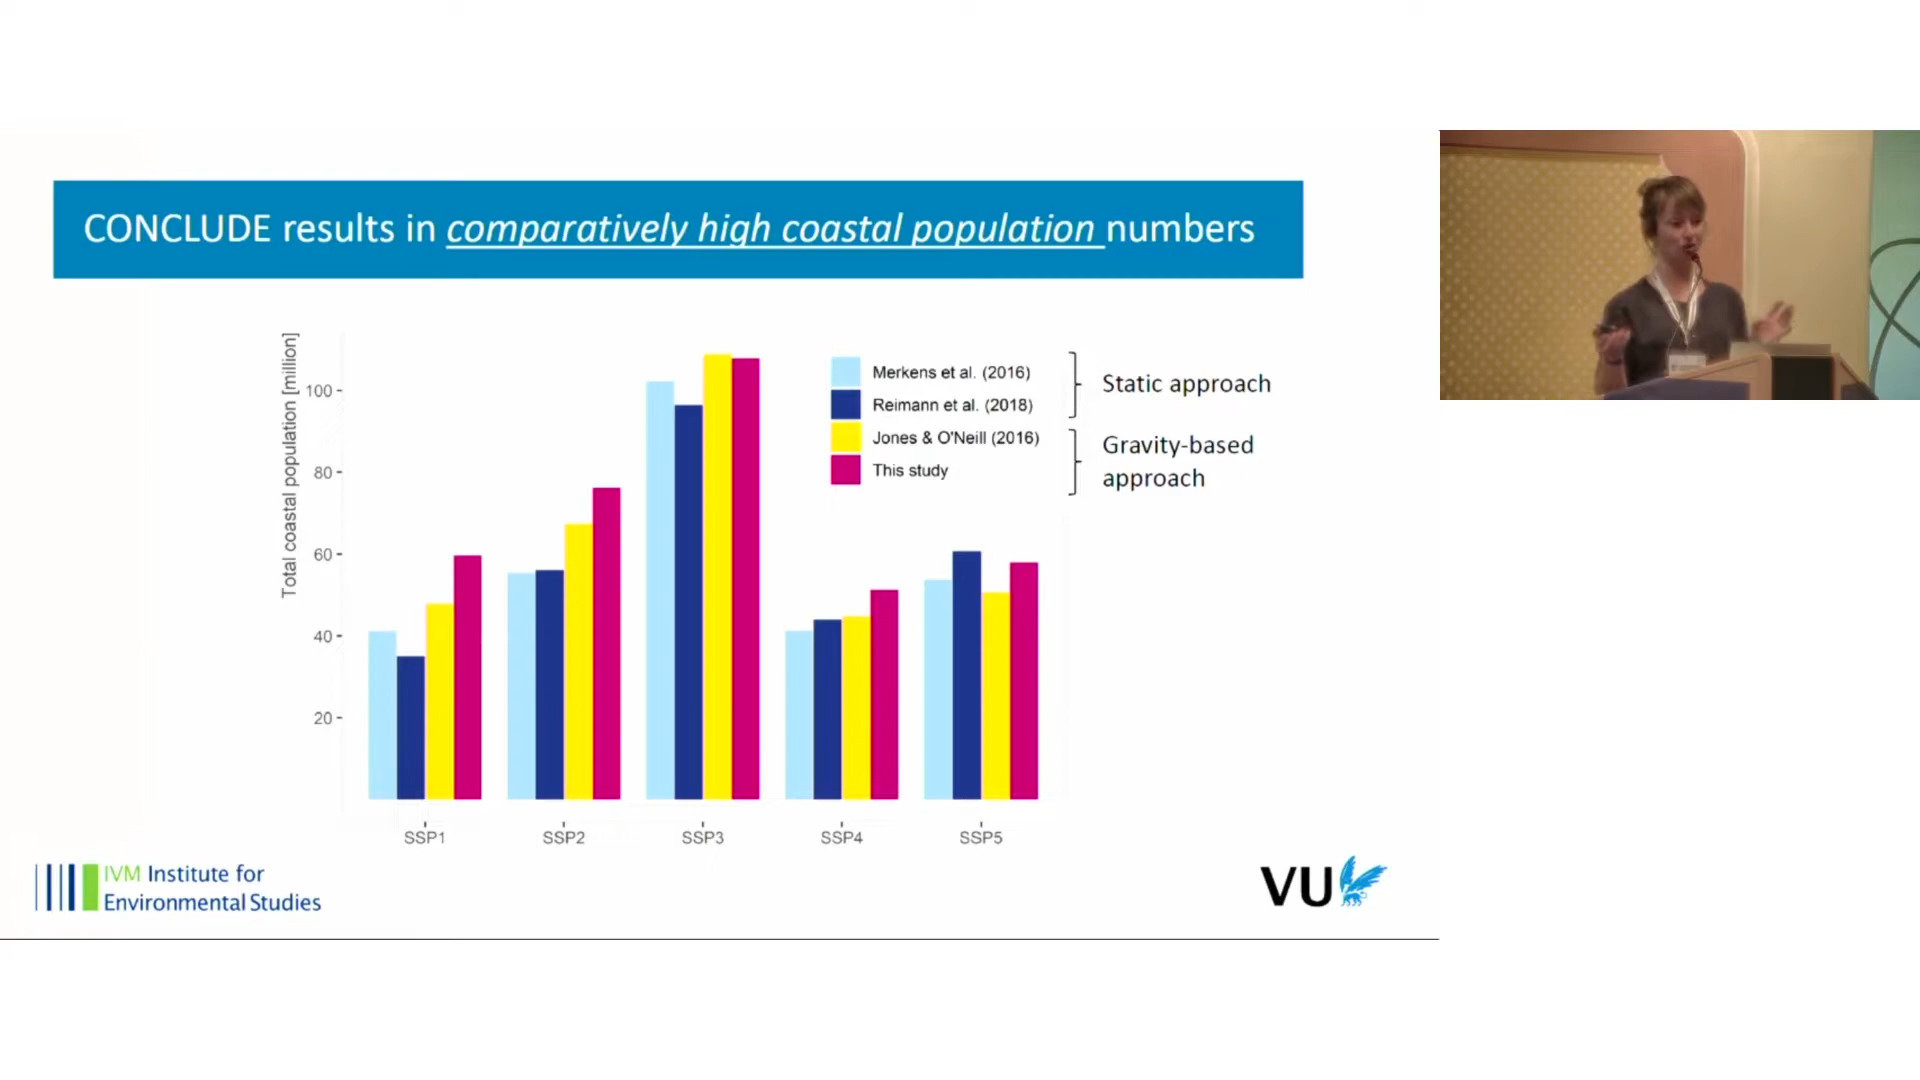 CONCLUDE results in comparatively high coastal population numbers
Total coastal population [million]
100
80
60
40
20
SSP1
SSP2
SSP3
SSP4
SSP5
Merkens et al. (2016)
Reimann et al. (2018)
Jones & O'Neill (2016)
This study
Static approach
Gravity-based
approach
IVM Institute for
Environmental Studies
VU